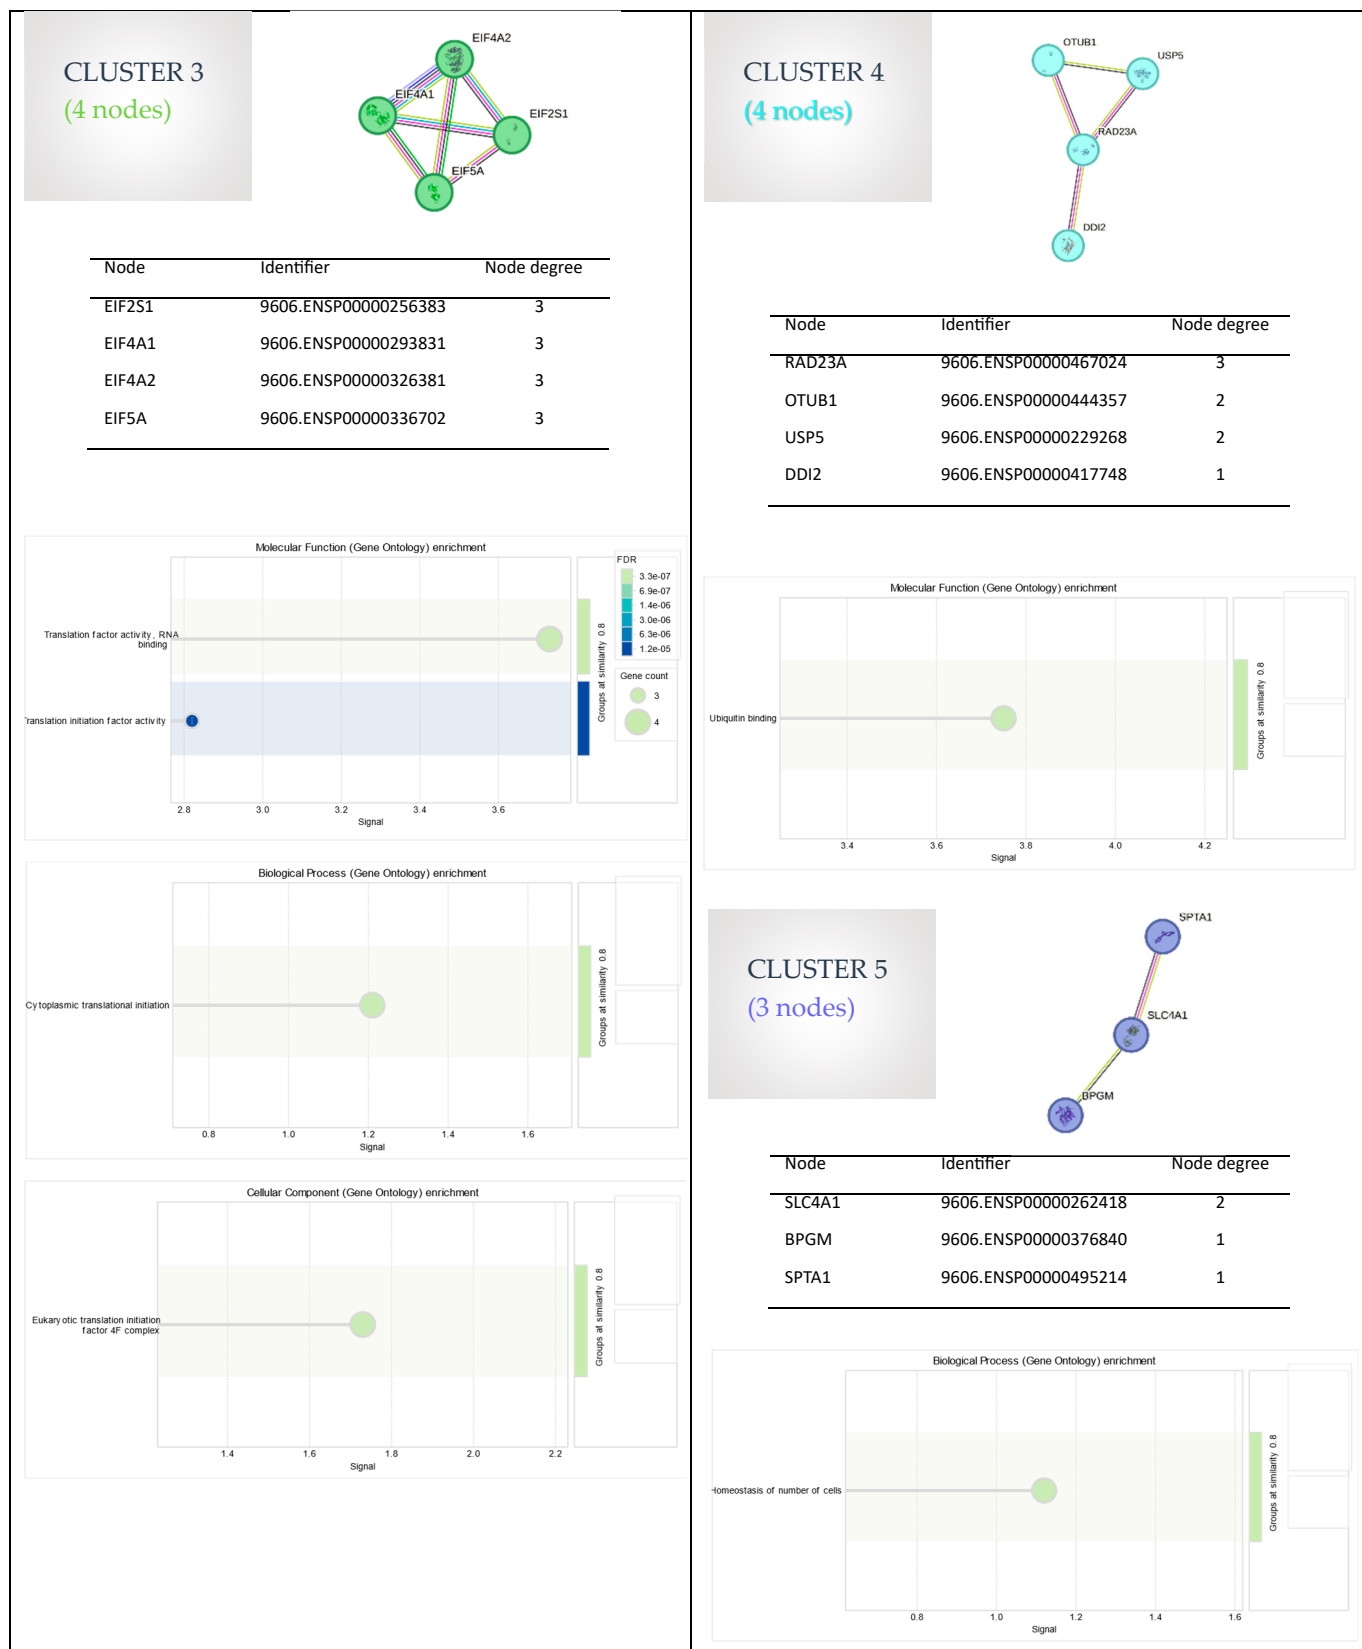 CLUSTER 3
(4 nodes)
EIF4A2
EIF4A1
EIF2S1
EIF5A
Node Identifier Node degree
EIF2S1 9606.ENSP00000256383 3
EIF4A1 9606.ENSP00000293831 3
EIF4A2 9606.ENSP00000326381 3
EIF5A 9606.ENSP00000336702 3
Molecular Function (Gene Ontology) enrichment
Translation factor activity, RNA
binding
Translation initiation factor activity
2.8 3.0 3.2 3.4 3.6
Signal
Groups at similarity 0.8
FDR
3.3e-07
6.9e-07
1.4e-06
3.0e-06
6.3e-06
1.2e-05
Gene count
3
4
Biological Process (Gene Ontology) enrichment
Cytoplasmic translational initiation
0.8 1.0 1.2 1.4 1.6
Signal
Groups at similarity 0.8
Cellular Component (Gene Ontology) enrichment
Eukaryotic translation initiation
factor 4F complex
1.4 1.6 1.8 2.0 2.2
Signal
Groups at similarity 0.8
CLUSTER 4
(4 nodes)
OTUB1
USP5
RAD23A
DDI2
Node Identifier Node degree
RAD23A 9606.ENSP00000467024 3
OTUB1 9606.ENSP00000444357 2
USP5 9606.ENSP00000229268 2
DDI2 9606.ENSP00000417748 1
Molecular Function (Gene Ontology) enrichment
Ubiquitin binding
3.4 3.6 3.8 4.0 4.2
Signal
Groups at similarity 0.8
CLUSTER 5
(3 nodes)
SPTA1
SLC4A1
BPGM
Node Identifier Node degree
SLC4A1 9606.ENSP00000262418 2
BPGM 9606.ENSP00000376840 1
SPTA1 9606.ENSP00000495214 1
Biological Process (Gene Ontology) enrichment
Homeostasis of number of cells
0.8 1.0 1.2 1.4 1.6
Signal
Groups at similarity 0.8